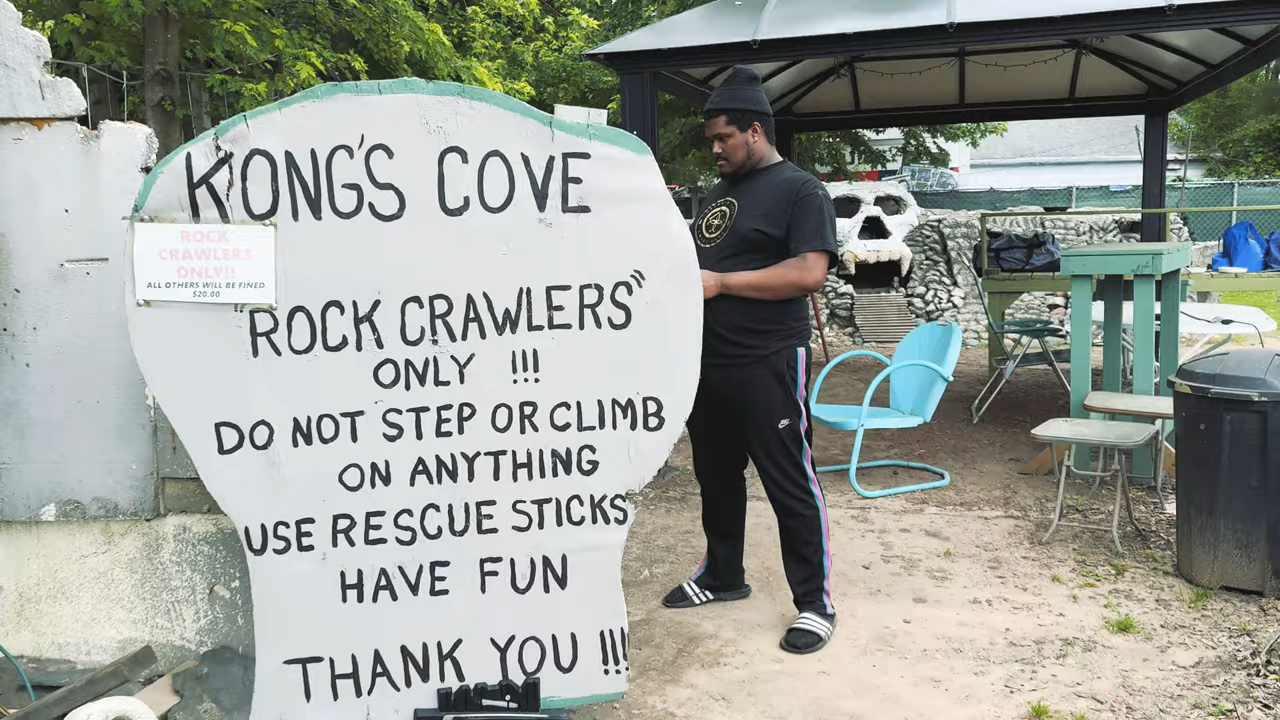 KONG'S COVE
ROCK
CRAWLERS
ONLY!!
ALL OTHERS WILL BE FINED
$20.00
"ROCK CRAWLERS"
ONLY !!!
DO NOT STEP OR CLIMB
ON ANYTHING
USE RESCUE STICKS
HAVE FUN
THANK YOU !!!